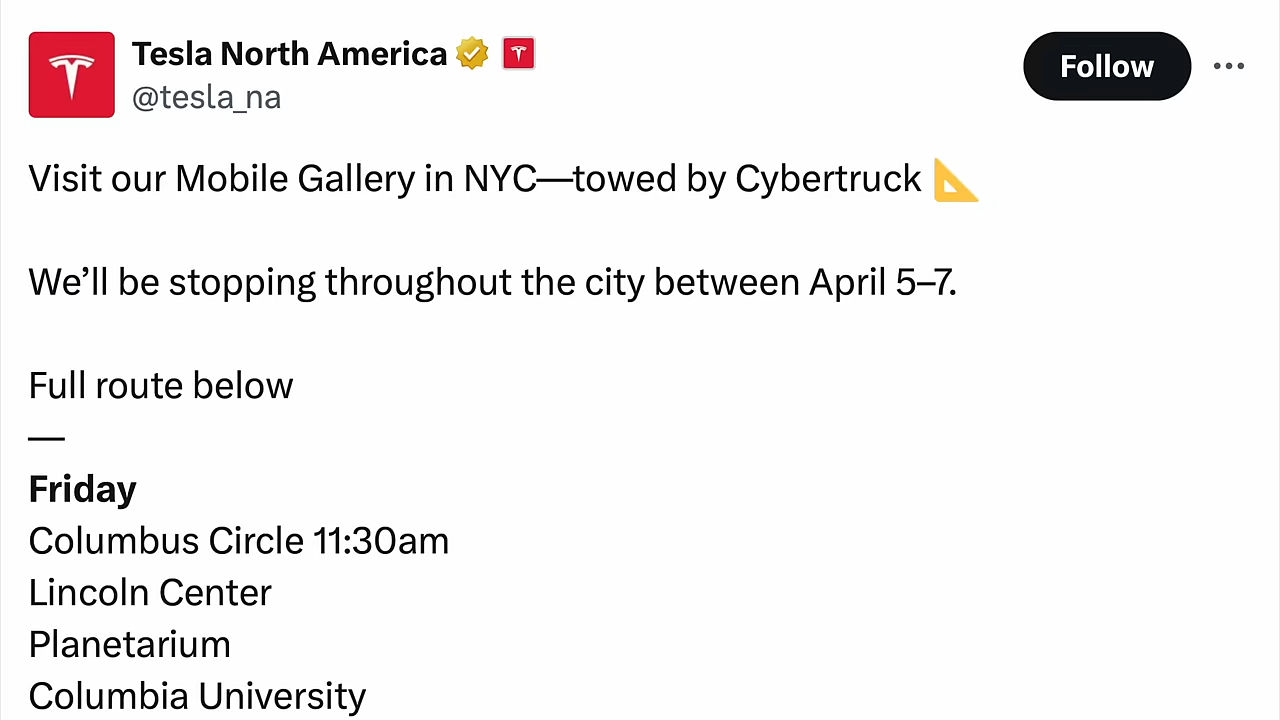 Tesla North America
@tesla_na
Follow
Visit our Mobile Gallery in NYC—towed by Cybertruck 📐
We’ll be stopping throughout the city between April 5–7.
Full route below
—
Friday
Columbus Circle 11:30am
Lincoln Center
Planetarium
Columbia University